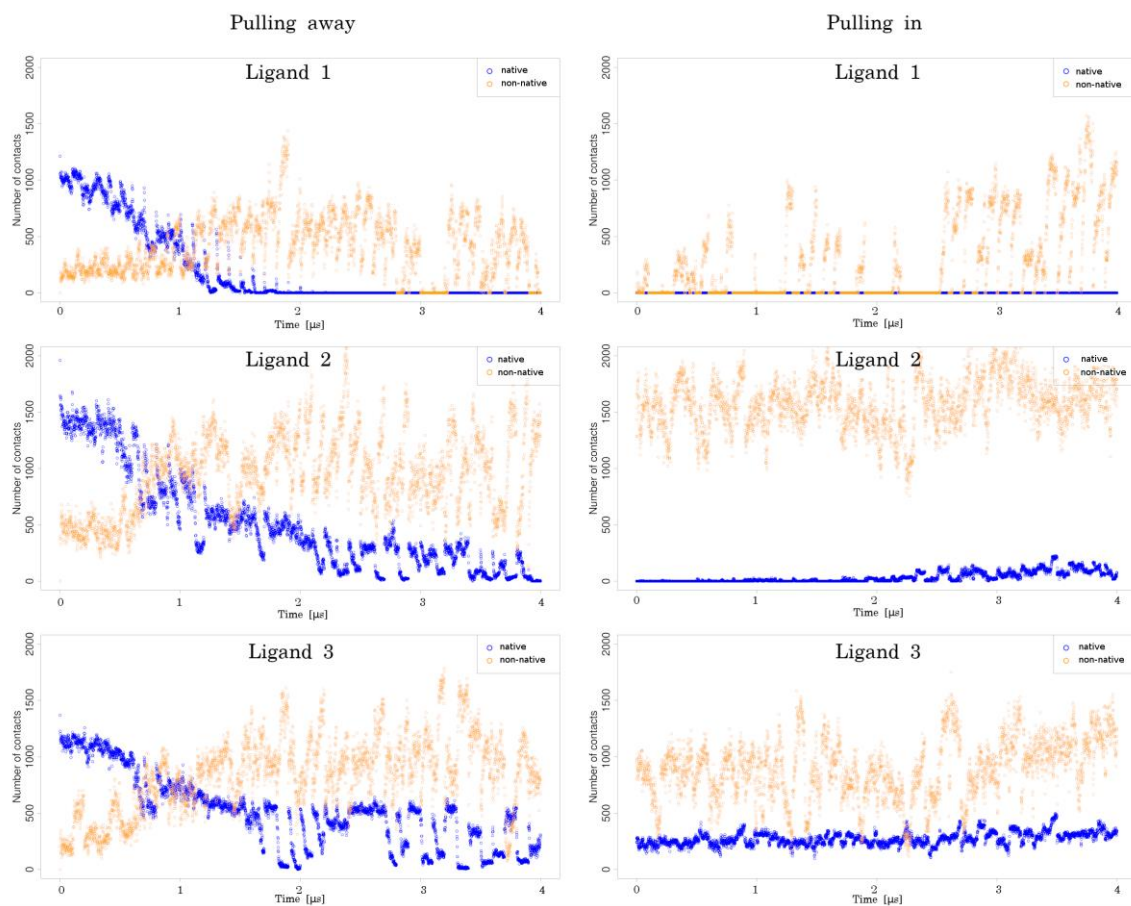 Pulling away
Pulling in
Ligand 1
native
non-native
Number of contacts
0 500 1000 1500 2000
0 1 2 3 4
Time [μs]
Ligand 1
native
non-native
Number of contacts
0 500 1000 1500 2000
0 1 2 3 4
Time [μs]
Ligand 2
native
non-native
Number of contacts
0 500 1000 1500 2000
0 1 2 3 4
Time [μs]
Ligand 2
native
non-native
Number of contacts
0 500 1000 1500 2000
0 1 2 3 4
Time [μs]
Ligand 3
native
non-native
Number of contacts
0 500 1000 1500 2000
0 1 2 3 4
Time [μs]
Ligand 3
native
non-native
Number of contacts
0 500 1000 1500 2000
0 1 2 3 4
Time [μs]